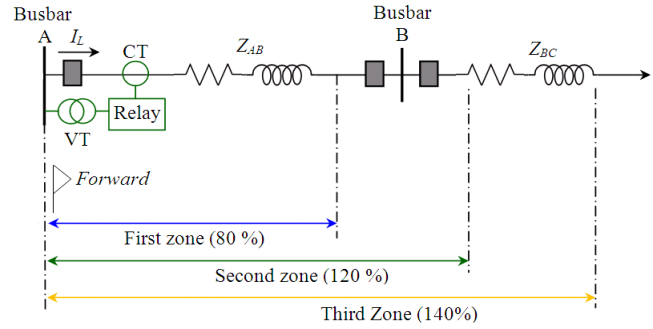 Busbar
A
I_L
CT
Z_AB
Busbar
B
Z_BC
Relay
VT
Forward
First zone (80 %)
Second zone (120 %)
Third Zone (140%)